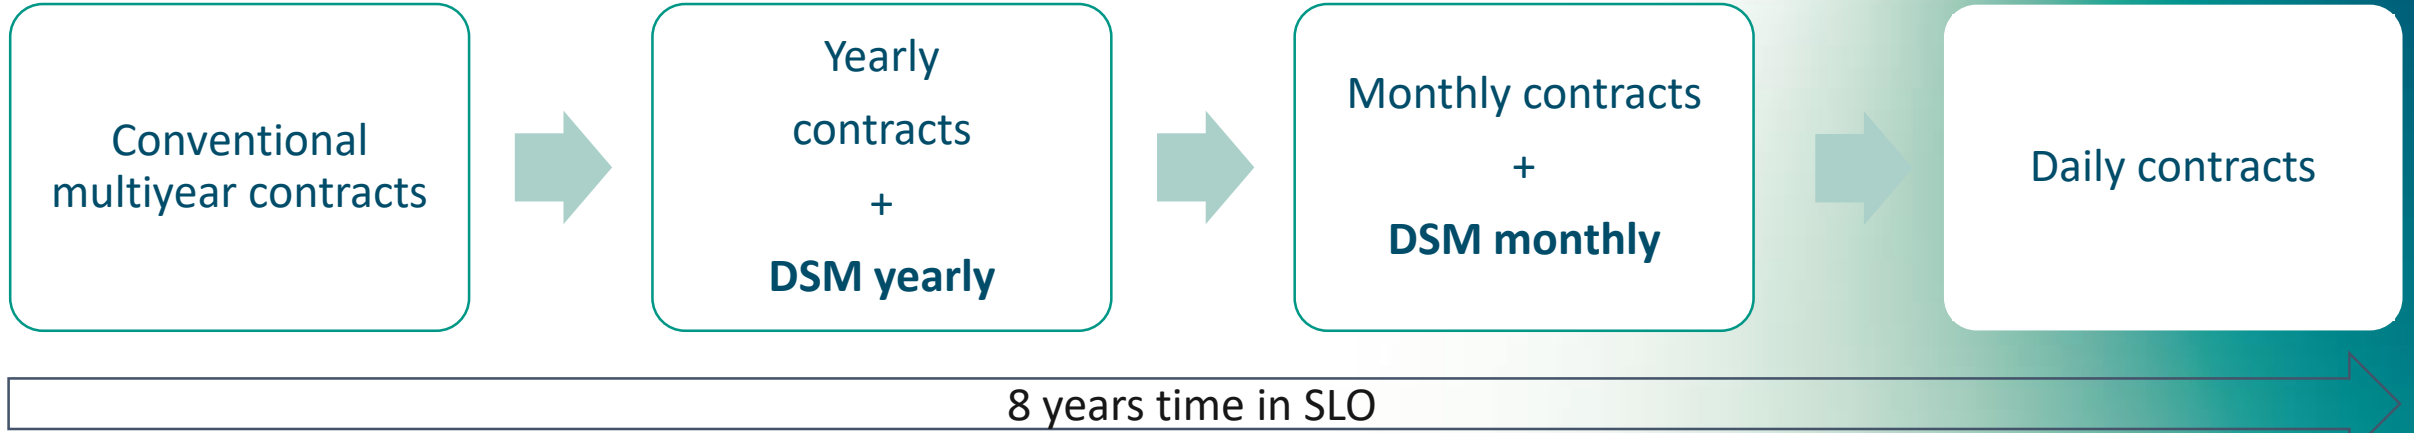 Conventional
multiyear contracts
Yearly
contracts
+
DSM yearly
Monthly contracts
+
DSM monthly
Daily contracts
8 years time in SLO